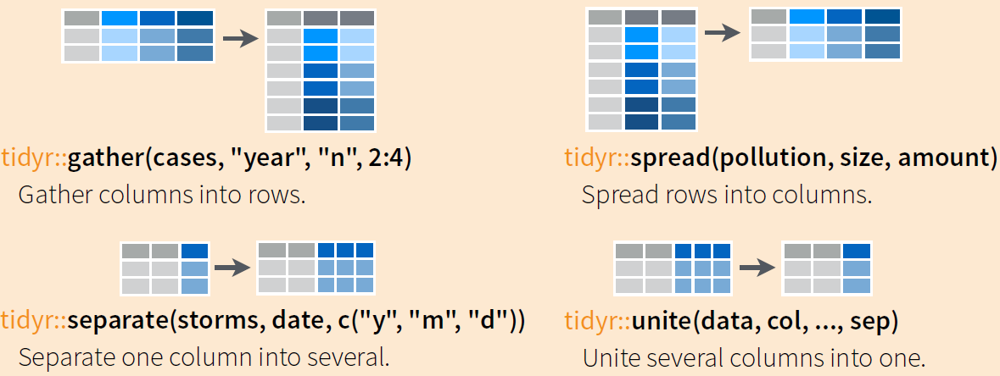 tidyr::gather(cases, "year", "n", 2:4)
Gather columns into rows.
tidyr::spread(pollution, size, amount)
Spread rows into columns.
tidyr::separate(storms, date, c("y", "m", "d"))
Separate one column into several.
tidyr::unite(data, col, ..., sep)
Unite several columns into one.